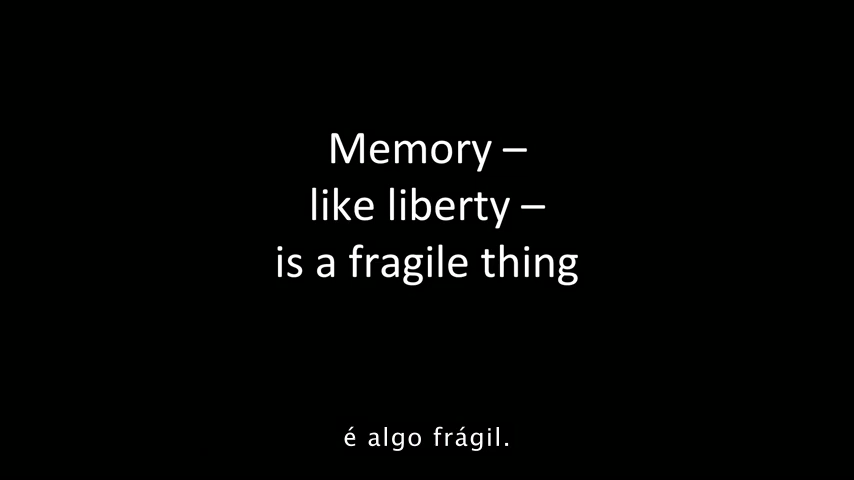 Memory –
like liberty –
is a fragile thing
é algo frágil.